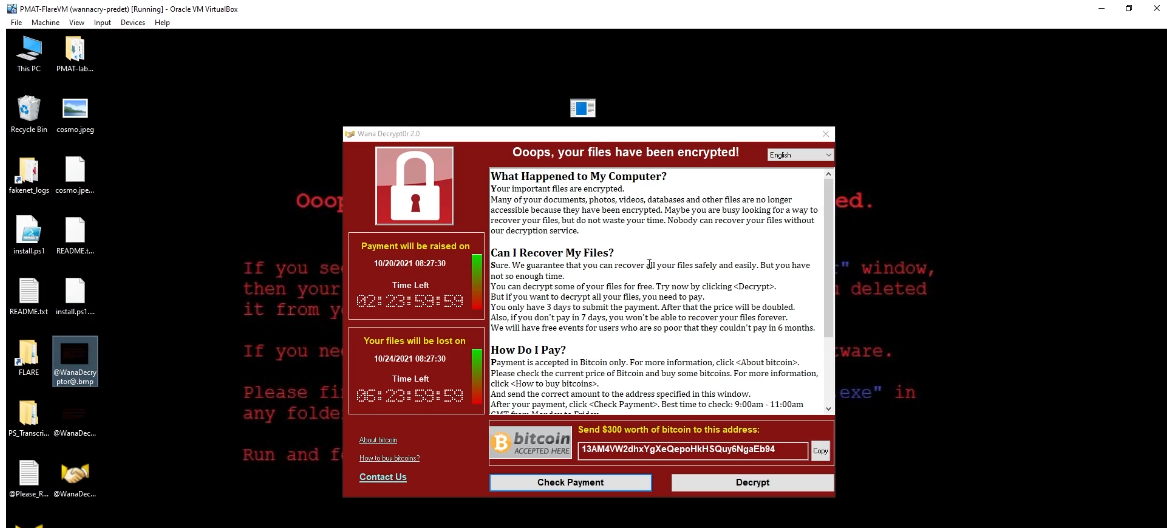 PMAT-FlareVM (wannacry-predet) [Running] - Oracle VM VirtualBox
File Machine View Input Devices Help
This PC
PMAT-lab...
Recycle Bin
cosmo.jpeg
fakenet_logs
cosmo.jpe...
install.ps1
README.t...
README.txt
install.ps1....
FLARE
@WanaDecry
ptor@.bmp
PS_Transcri...
@WanaDec...
@Please_R...
@WanaDec...
Ooo
ed.
If you se
" window,
then your
u deleted
it from y
If you ne
tware.
Please fi
.exe" in
any folde
Run and f
Wana Decrypt0r 2.0
Ooops, your files have been encrypted!
English
Payment will be raised on
10/20/2021 08:27:30
Time Left
02:23:59:59
Your files will be lost on
10/24/2021 08:27:30
Time Left
06:23:59:59
About bitcoin
How to buy bitcoins?
Contact Us
What Happened to My Computer?
Your important files are encrypted.
Many of your documents, photos, videos, databases and other files are no longer
accessible because they have been encrypted. Maybe you are busy looking for a way to
recover your files, but do not waste your time. Nobody can recover your files without
our decryption service.
Can I Recover My Files?
Sure. We guarantee that you can recover all your files safely and easily. But you have
not so enough time.
You can decrypt some of your files for free. Try now by clicking <Decrypt>.
But if you want to decrypt all your files, you need to pay.
You only have 3 days to submit the payment. After that the price will be doubled.
Also, if you don't pay in 7 days, you won't be able to recover your files forever.
We will have free events for users who are so poor that they couldn't pay in 6 months.
How Do I Pay?
Payment is accepted in Bitcoin only. For more information, click <About bitcoin>.
Please check the current price of Bitcoin and buy some bitcoins. For more information,
click <How to buy bitcoins>.
And send the correct amount to the address specified in this window.
After your payment, click <Check Payment>. Best time to check: 9:00am - 11:00am
GMT from Monday to Friday.
bitcoin
ACCEPTED HERE
Send $300 worth of bitcoin to this address:
13AM4VW2dhxYgXeQepoHkHSQuy6NgaEb94
Copy
Check Payment
Decrypt